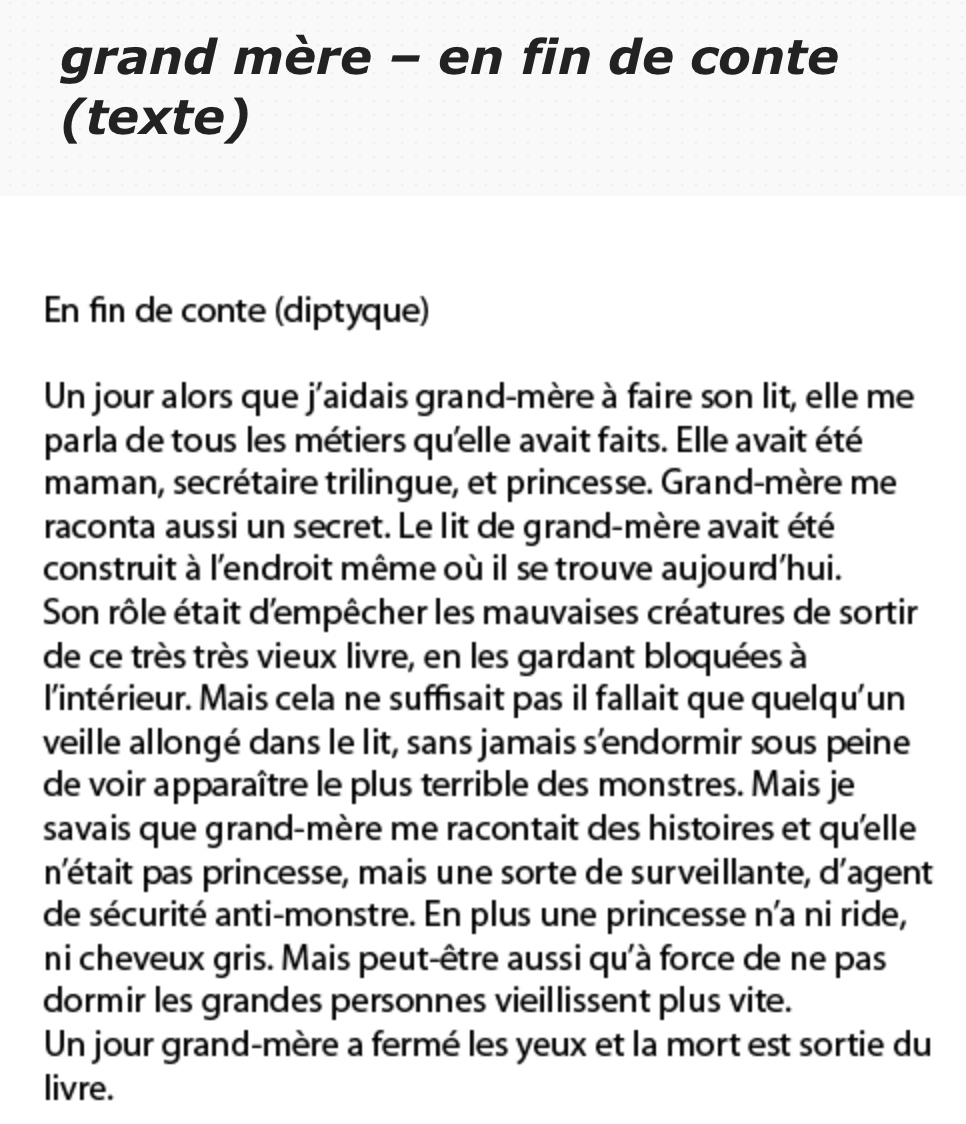 grand mère – en fin de conte
(texte)
En fin de conte (diptyque)
Un jour alors que j’aidais grand-mère à faire son lit, elle me
parla de tous les métiers qu’elle avait faits. Elle avait été
maman, secrétaire trilingue, et princesse. Grand-mère me
raconta aussi un secret. Le lit de grand-mère avait été
construit à l’endroit même où il se trouve aujourd’hui.
Son rôle était d’empêcher les mauvaises créatures de sortir
de ce très très vieux livre, en les gardant bloquées à
l’intérieur. Mais cela ne suffisait pas il fallait que quelqu’un
veille allongé dans le lit, sans jamais s’endormir sous peine
de voir apparaître le plus terrible des monstres. Mais je
savais que grand-mère me racontait des histoires et qu’elle
n’était pas princesse, mais une sorte de surveillante, d’agent
de sécurité anti-monstre. En plus une princesse n’a ni ride,
ni cheveux gris. Mais peut-être aussi qu’à force de ne pas
dormir les grandes personnes vieillissent plus vite.
Un jour grand-mère a fermé les yeux et la mort est sortie du
livre.